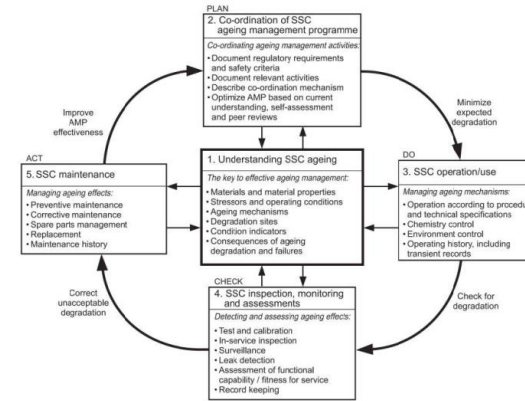 PLAN
2. Co-ordination of SSC
ageing management programme
Co-ordinating ageing management activities:
• Document regulatory requirements
and safety criteria
• Document relevant activities
• Describe co-ordination mechanism
• Optimize AMP based on current
understanding, self-assessment
and peer reviews
Improve
AMP
effectiveness
Minimize
expected
degradation
ACT
5. SSC maintenance
Managing ageing effects:
• Preventive maintenance
• Corrective maintenance
• Spare parts management
• Replacement
• Maintenance history
1. Understanding SSC ageing
The key to effective ageing management:
• Materials and material properties
• Stressors and operating conditions
• Ageing mechanisms
• Degradation sites
• Condition indicators
• Consequences of ageing
degradation and failures
DO
3. SSC operation/use
Managing ageing mechanisms:
• Operation according to procedu
and technical specifications
• Chemistry control
• Environment control
• Operating history, including
transient records
Correct
unacceptable
degradation
Check for
degradation
CHECK
4. SSC inspection, monitoring
and assessments
Detecting and assessing ageing effects:
• Test and calibration
• In-service inspection
• Surveillance
• Leak detection
• Assessment of functional
capability / fitness for service
• Record keeping